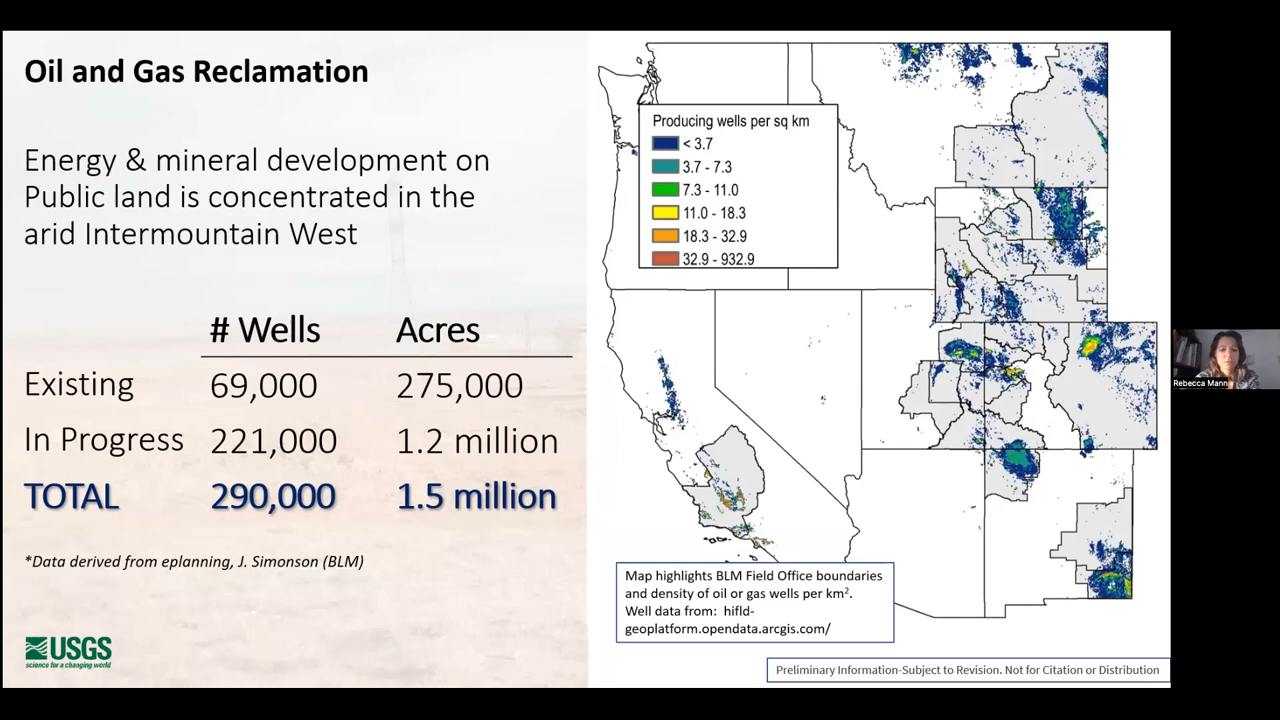 Oil and Gas Reclamation
Energy & mineral development on
Public land is concentrated in the
arid Intermountain West
# Wells Acres
Existing 69,000 275,000
In Progress 221,000 1.2 million
TOTAL 290,000 1.5 million
*Data derived from eplanning, J. Simonson (BLM)
USGS
science for a changing world
Producing wells per sq km
< 3.7
3.7 - 7.3
7.3 - 11.0
11.0 - 18.3
18.3 - 32.9
32.9 - 932.9
Map highlights BLM Field Office boundaries
and density of oil or gas wells per km².
Well data from: hifld-
geoplatform.opendata.arcgis.com/
Preliminary Information-Subject to Revision. Not for Citation or Distribution
Rebecca Mann